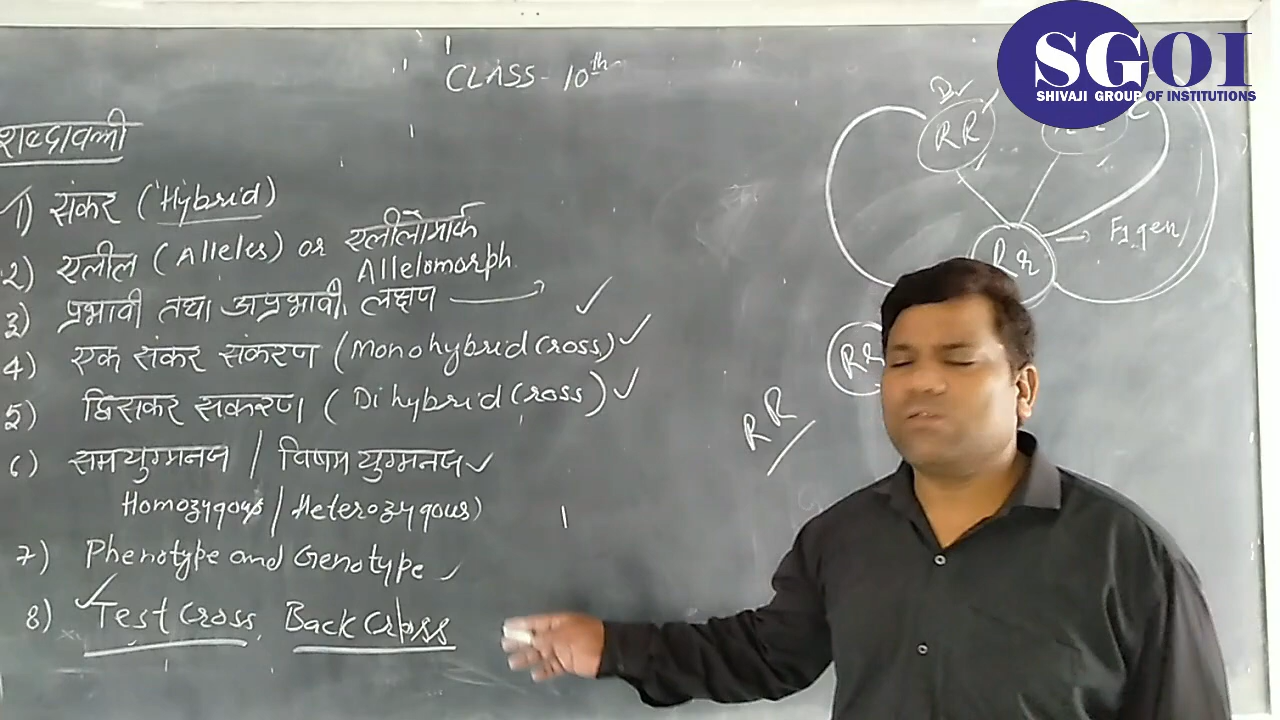 CLASS-10th
शब्दावली
1) संकर (Hybrid)
2) एलील (Alleles) or एलीलोमार्फ
Allelomorph
3) प्रभावी तथा अप्रभावी लक्षण
4) एक संकर संकरण (Monohybrid Cross)
5) द्विसंकर संकरण (Dihybrid Cross)
6) समयुग्मनज / विषमयुग्मनज
Homozygous / Heterozygous)
7) Phenotype and Genotype
8) Test Cross, Back Cross
SGOI
SHIVAJI GROUP OF INSTITUTIONS
RR
Rr
F1 gen
RR